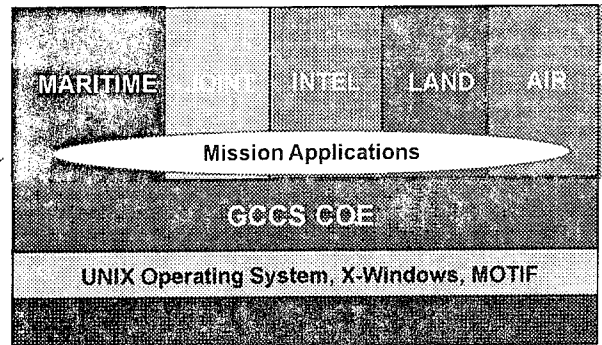 MARITIME JOINT INTEL LAND AIR
Mission Applications
GCCS COE
UNIX Operating System, X-Windows, MOTIF